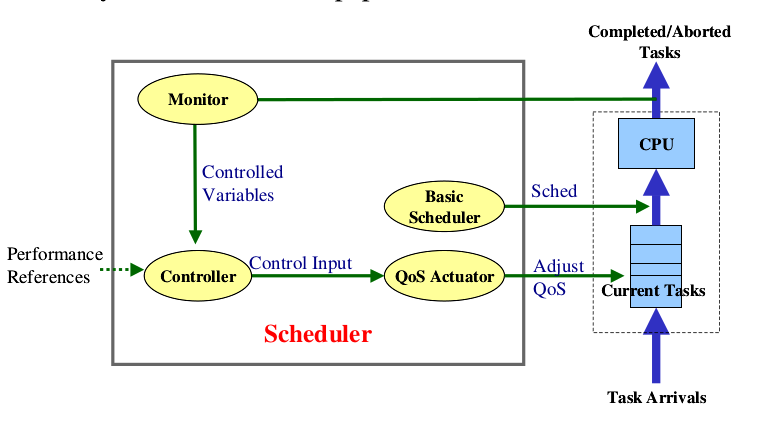 Completed/Aborted
Tasks
Monitor
CPU
Controlled
Variables
Basic
Scheduler
Sched
Performance
References
Controller
Control Input
QoS Actuator
Adjust
QoS
Current Tasks
Scheduler
Task Arrivals